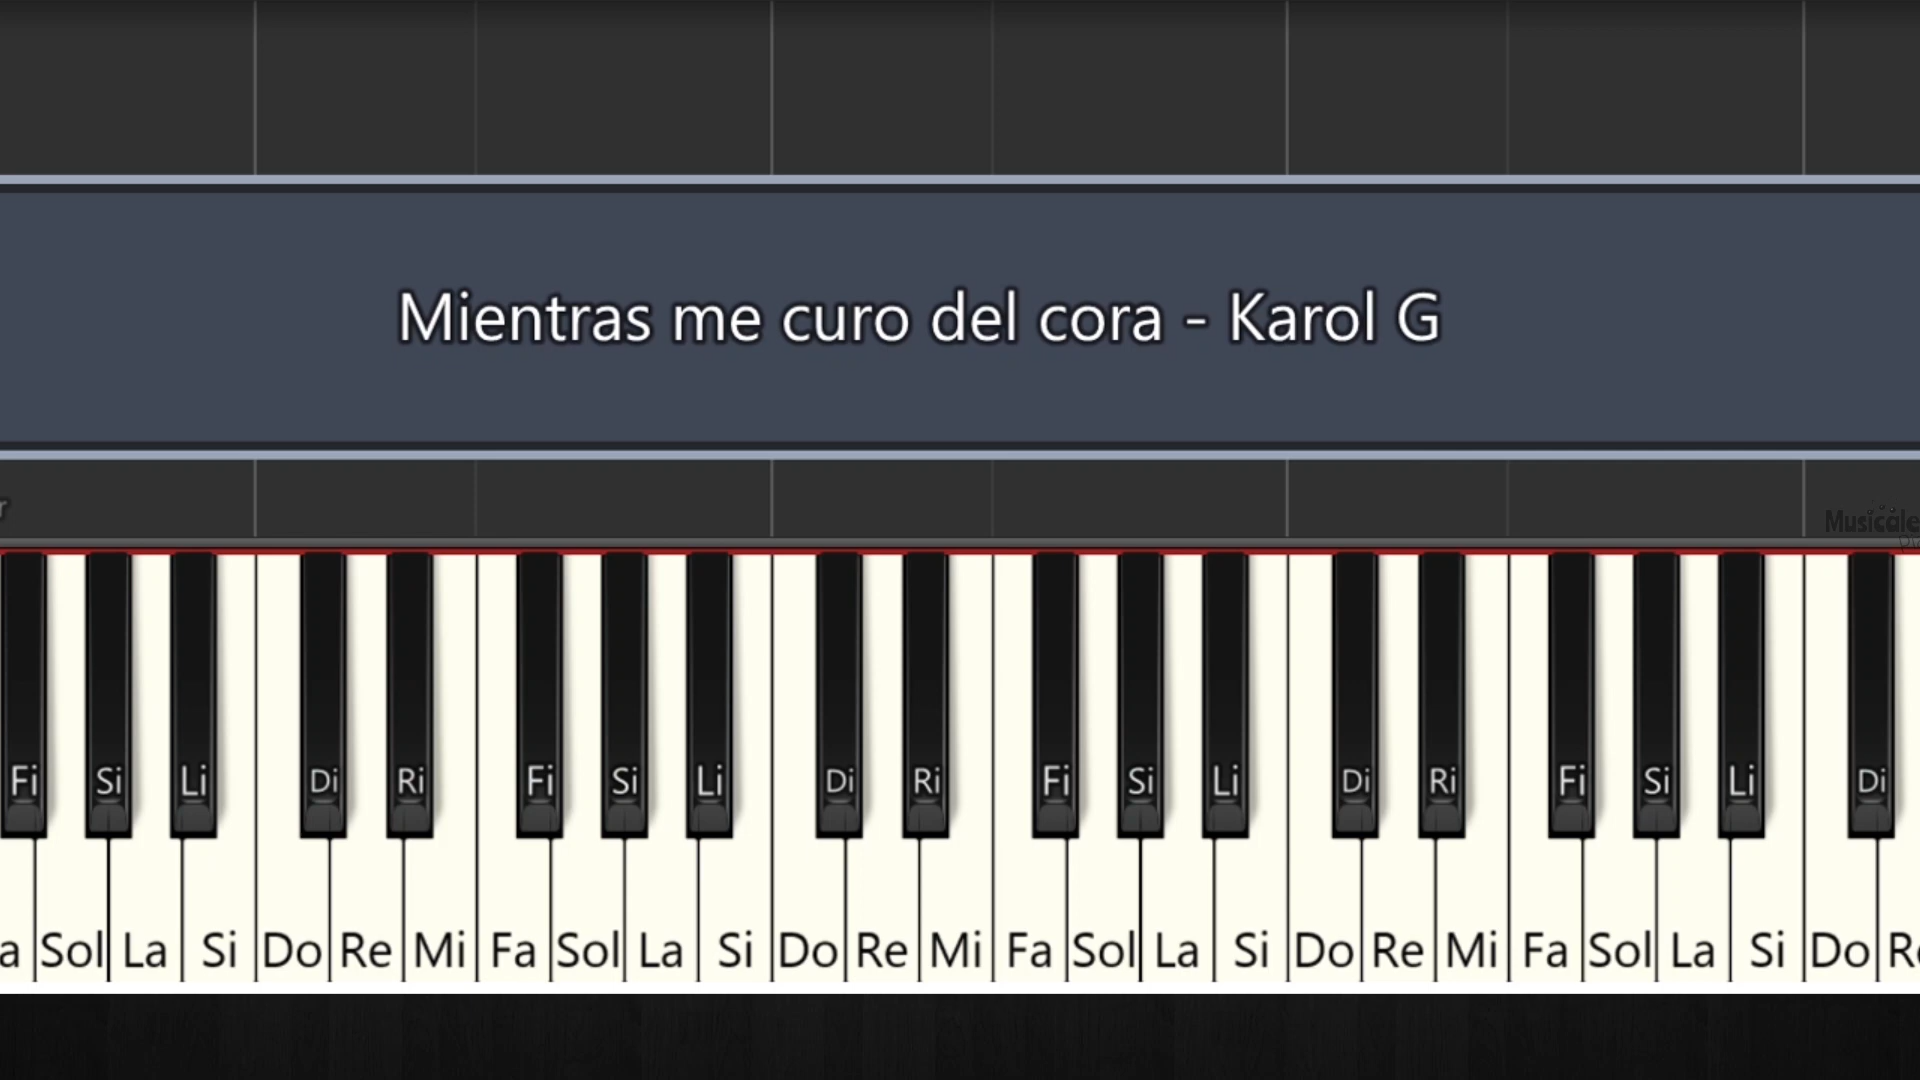 Mientras me curo del cora - Karol G
r
Musicale
Fi Si Li Di Ri Fi Si Li Di Ri Fi Si Li Di Ri Fi Si Li Di
a Sol La Si Do Re Mi Fa Sol La Si Do Re Mi Fa Sol La Si Do Re Mi Fa Sol La Si Do Re